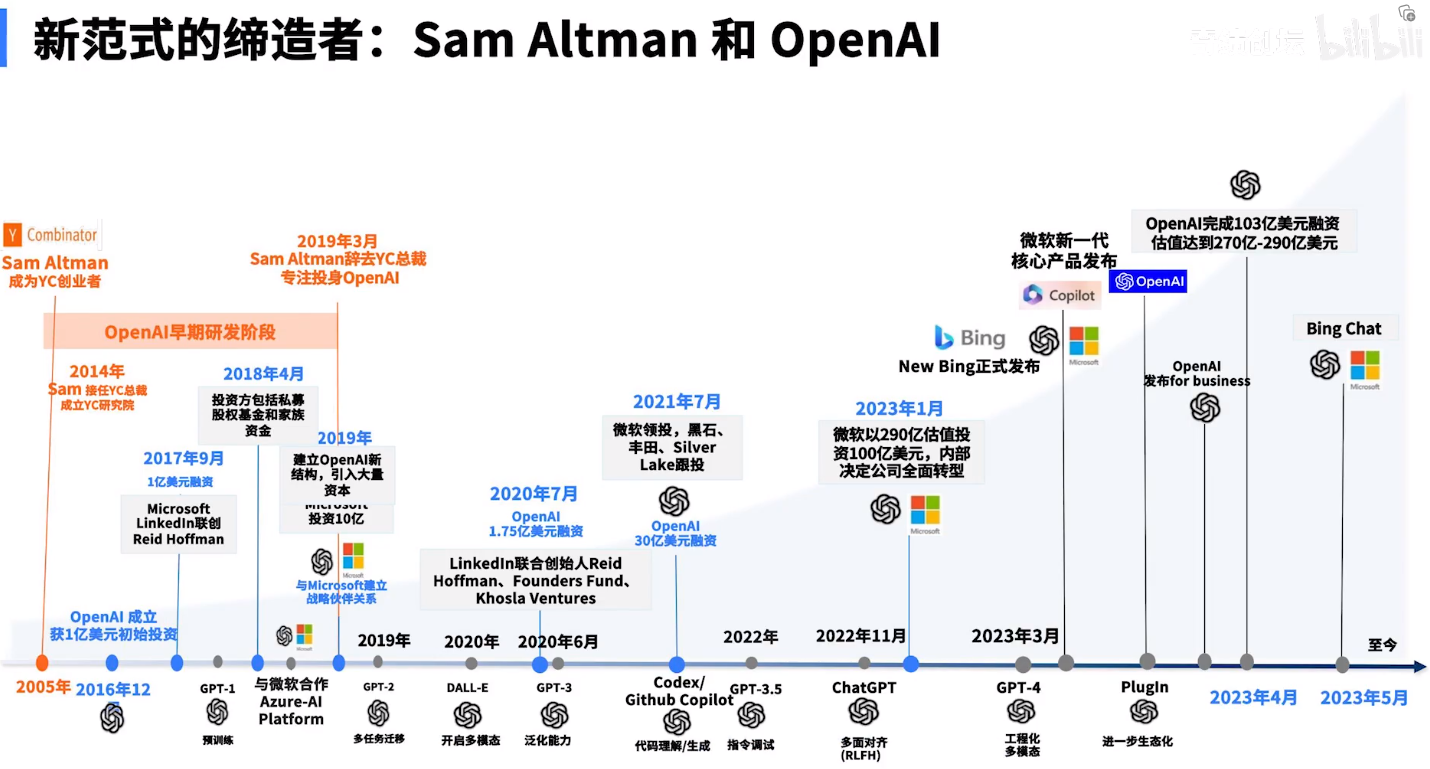 新范式的缔造者：Sam Altman 和 OpenAI
bilibili
Y Combinator
Sam Altman
成为YC创业者
2019年3月
Sam Altman辞去YC总裁
专注投身OpenAI
OpenAI早期研发阶段
2014年
Sam 接任YC总裁
成立YC研究院
2018年4月
投资方包括私募
股权基金和家族
资金
2017年9月
1亿美元融资
Microsoft
LinkedIn联创
Reid Hoffman
2019年
建立OpenAI新
结构，引入大量
资本
Microsoft
投资10亿
Microsoft
与Microsoft建立
战略伙伴关系
OpenAI 成立
获1亿美元初始投资
Microsoft
2020年7月
OpenAI
1.75亿美元融资
LinkedIn联合创始人Reid
Hoffman、Founders Fund、
Khosla Ventures
2021年7月
微软领投，黑石、
丰田、Silver
Lake跟投
OpenAI
30亿美元融资
2023年1月
微软以290亿估值投
资100亿美元，内部
决定公司全面转型
Microsoft
Bing
New Bing正式发布
微软新一代
核心产品发布
Copilot
Microsoft
OpenAI
OpenAI完成103亿美元融资
估值达到270亿-290亿美元
OpenAI
发布for business
Bing Chat
Microsoft
2019年
2020年
2020年6月
2022年
2022年11月
2023年3月
至今
2005年
2016年12
GPT-1
预训练
与微软合作
Azure-AI
Platform
GPT-2
多任务迁移
DALL-E
开启多模态
GPT-3
泛化能力
Codex/
Github Copilot
代码理解/生成
GPT-3.5
指令调试
ChatGPT
多面对齐
(RLFH)
GPT-4
工程化
多模态
PlugIn
进一步生态化
2023年4月
2023年5月